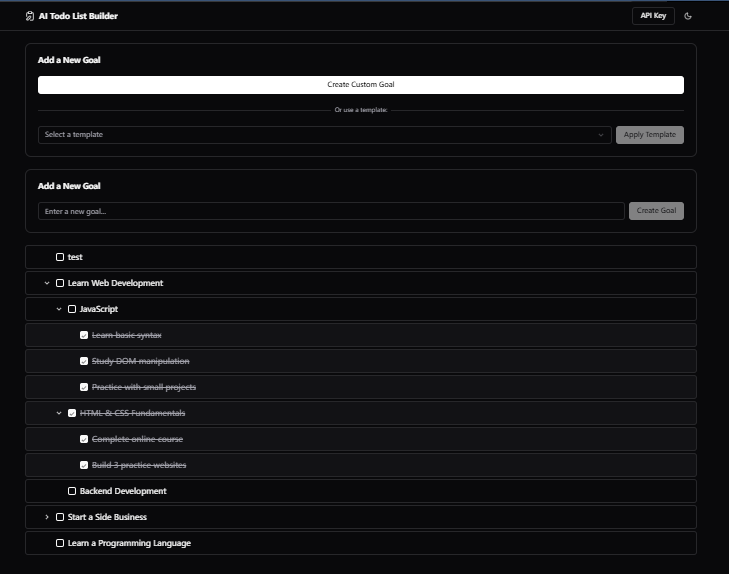 AI Todo List Builder
API Key
Add a New Goal
Create Custom Goal
Or use a template:
Select a template
Apply Template
Add a New Goal
Enter a new goal...
Create Goal
test
Learn Web Development
JavaScript
Learn basic syntax
Study DOM manipulation
Practice with small projects
HTML & CSS Fundamentals
Complete online course
Build 3 practice websites
Backend Development
Start a Side Business
Learn a Programming Language